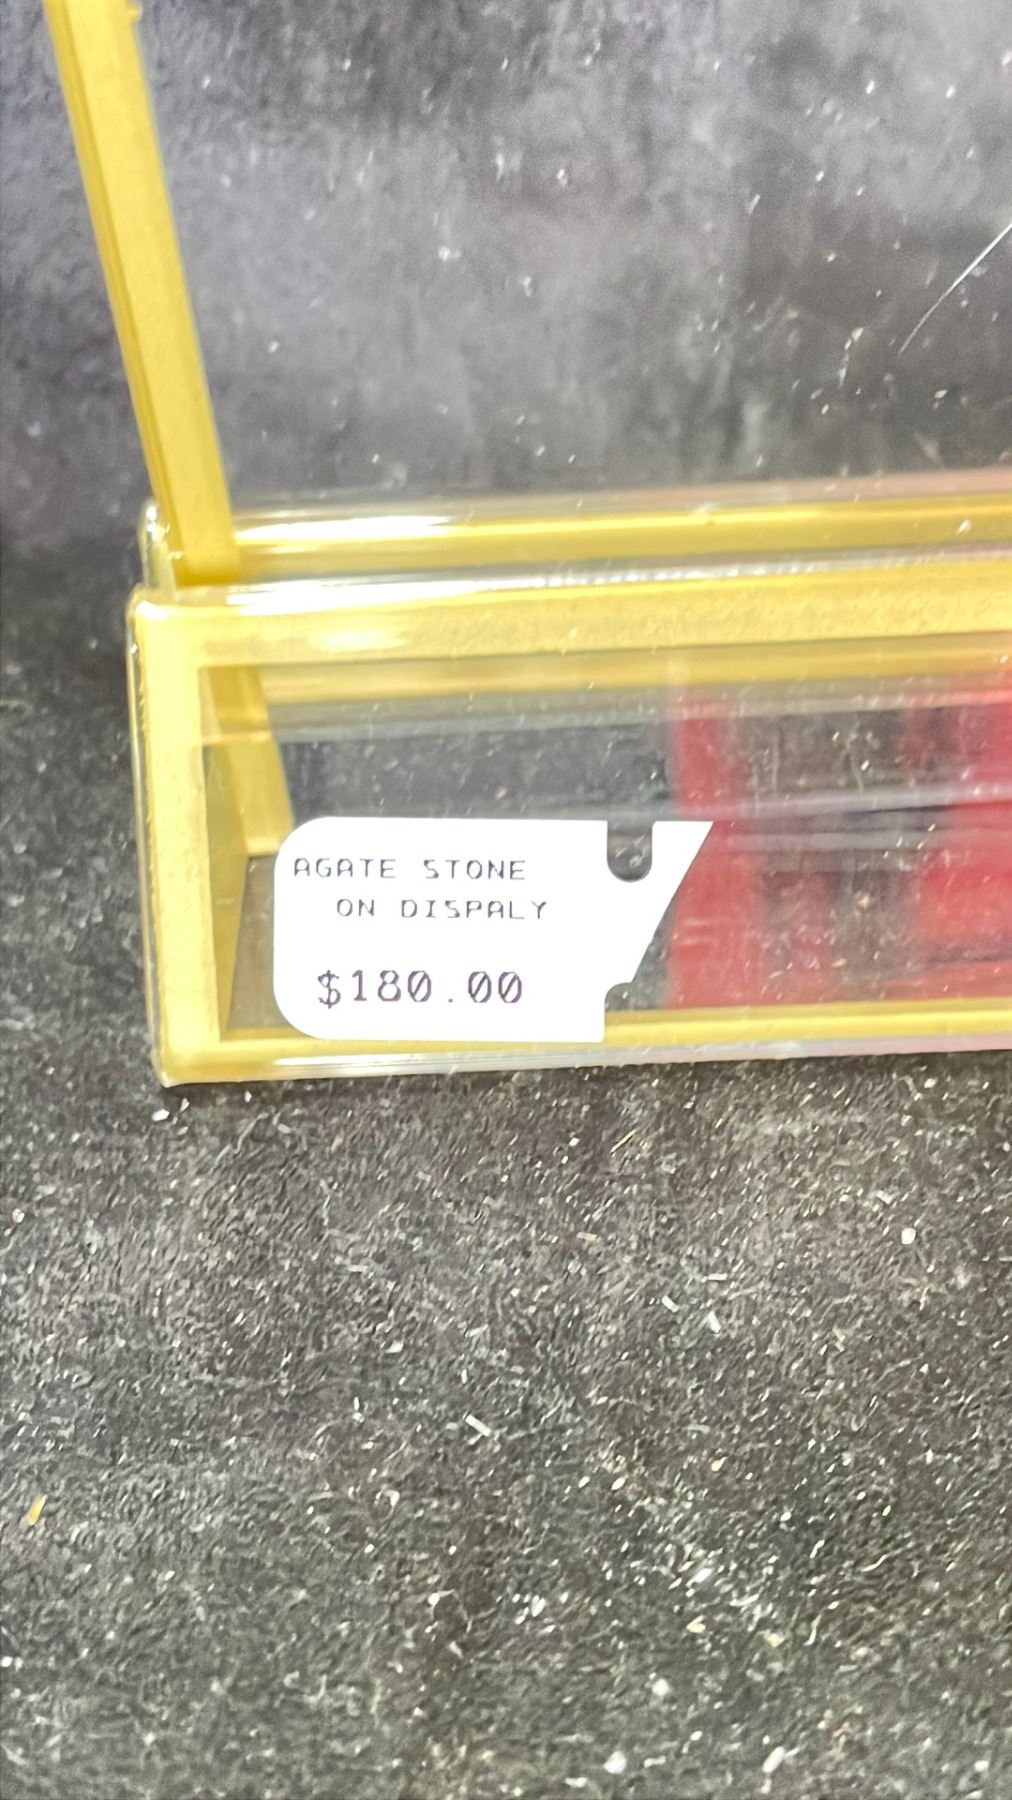 AGATE STONE
ON DISPALY
$180.00